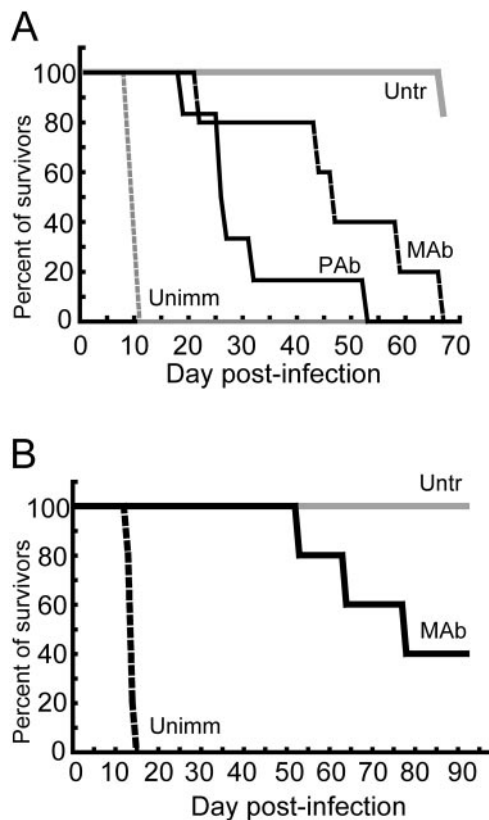 A
100
80
60
40
20
0
Percent of survivors
Untr
MAb
PAb
Unimm
0 10 20 30 40 50 60 70
Day post-infection
B
100
80
60
40
20
0
Percent of survivors
Untr
MAb
Unimm
0 10 20 30 40 50 60 70 80 90
Day post-infection